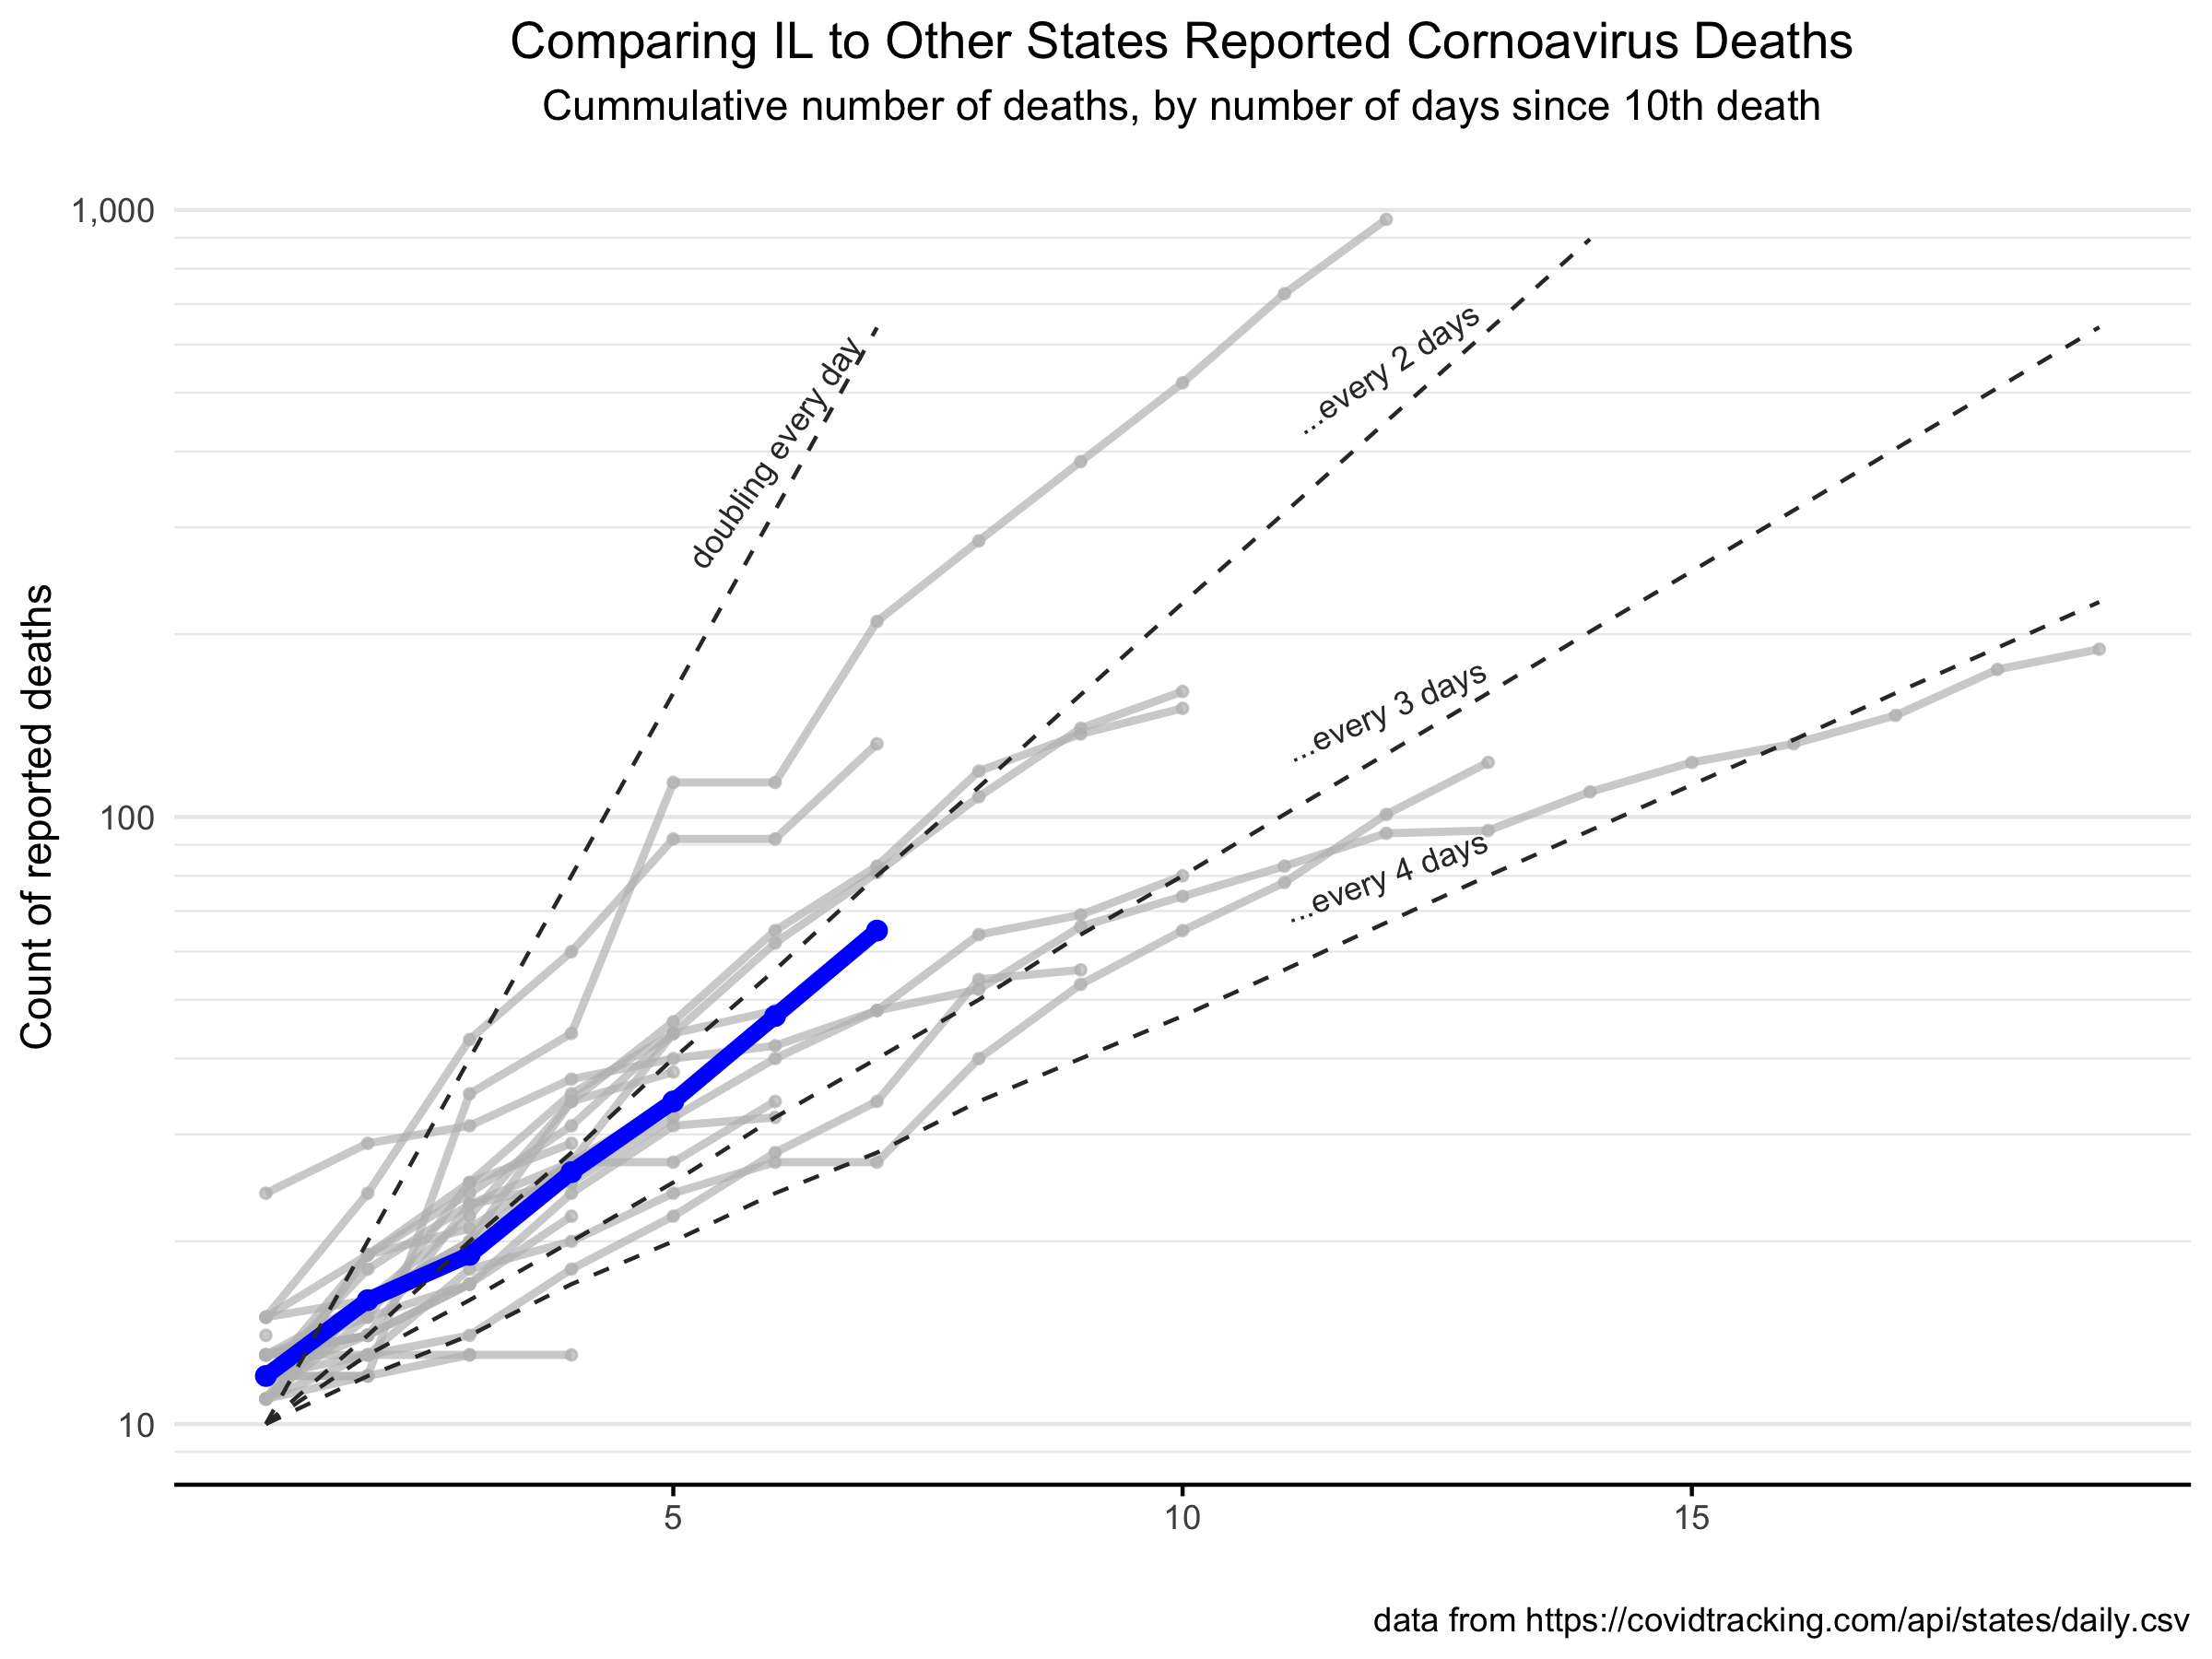 Comparing IL to Other States Reported Cornoavirus Deaths
Cummulative number of deaths, by number of days since 10th death
1,000
100
10
Count of reported deaths
doubling every day
...every 2 days
...every 3 days
...every 4 days
5
10
15
data from https://covidtracking.com/api/states/daily.csv